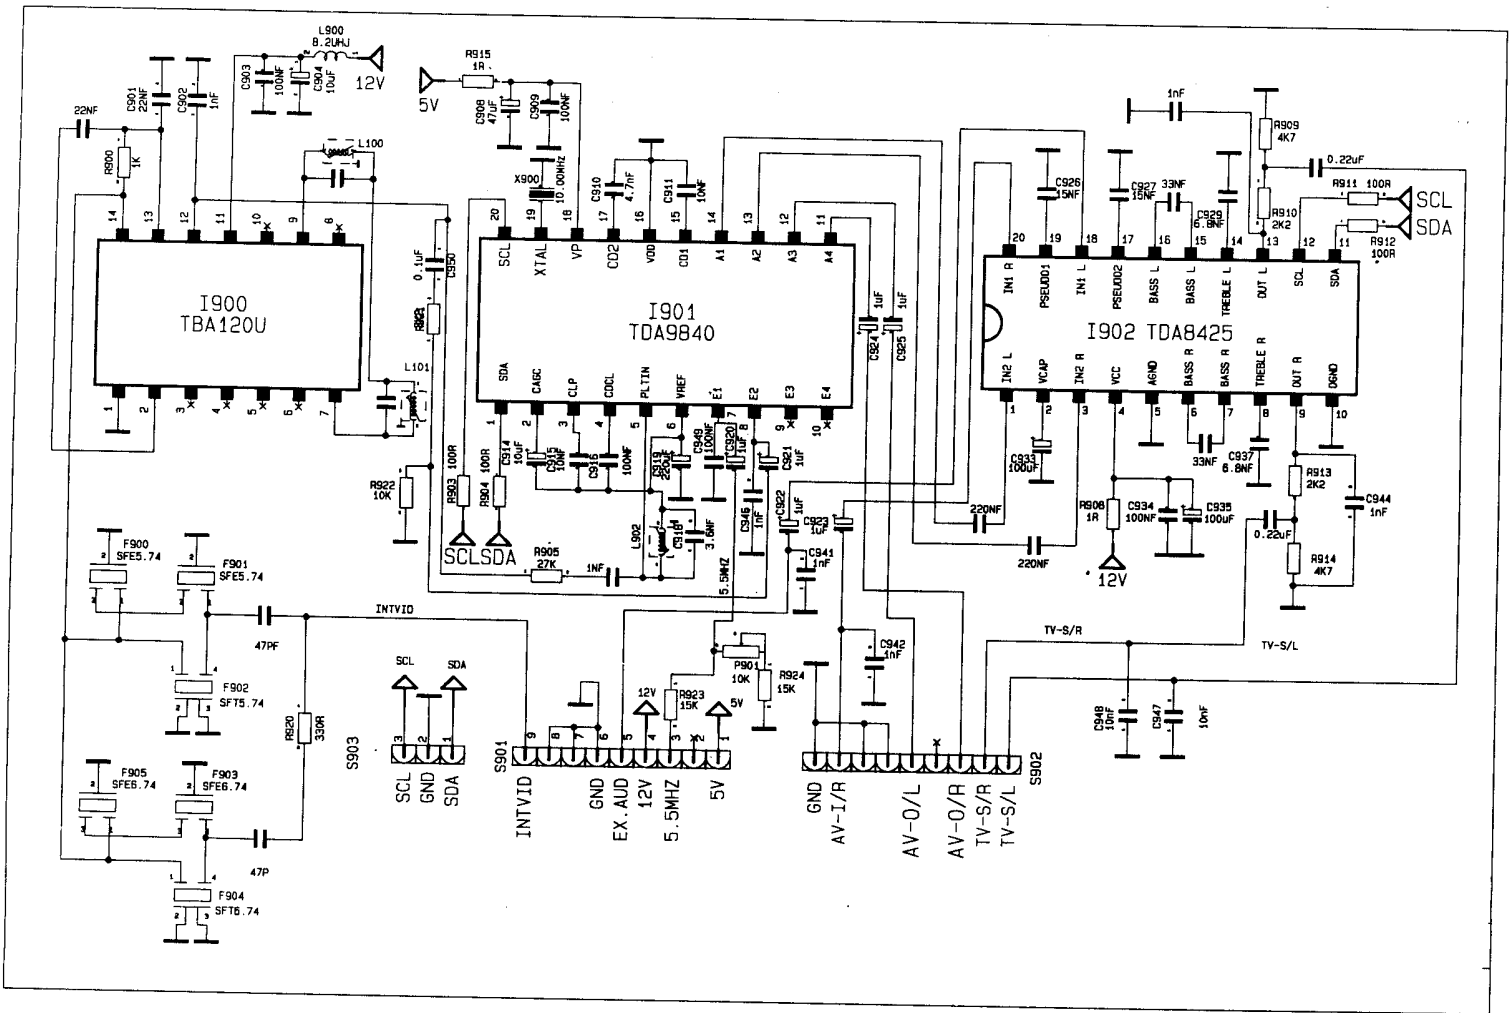 L900
8.2UHJ
12V
C903
100NF
C904
10uF
C901
22NF
C902
1nF
22NF
R900
1K
L100
14
13
12
11
10
9
8
I900
TBA120U
1
2
3
4
5
6
7
L101
0.1uF
C950
R922
10K
R915
1R
5V
C908
47uF
C909
100NF
X900
10.00MHz
C910
4.7nF
C911
10NF
20
19
18
17
16
15
14
13
12
11
SCL
XTAL
VP
CO2
VDD
CO1
A1
A2
A3
A4
I901
TDA9840
SDA
CAGC
CLP
CDCL
PLTIN
VREF
E1
E2
E3
E4
1
2
3
4
5
6
7
8
9
10
1uF
C924
1uF
C925
100R
R903
100R
R904
SCL
SDA
C914
10uF
C915
10NF
C916
100NF
C919
220uF
C949
100NF
C920
1uF
C921
1uF
C946
1nF
C922
1uF
C923
1uF
C941
1nF
L902
C918
3.6NF
R905
27K
1NF
5.5MHZ
1nF
R909
4K7
0.22uF
R911 100R
SCL
SDA
R912
100R
R910
2K2
C926
15NF
C927
15NF
33NF
C929
6.8NF
20
19
18
17
16
15
14
13
12
11
IN1 R
PSEUDO1
IN1 L
PSEUDO2
BASS L
BASS L
TREBLE L
OUT L
SCL
SDA
I902 TDA8425
IN2 L
VCAP
IN2 R
VCC
AGND
BASS R
BASS R
TREBLE R
OUT R
DGND
1
2
3
4
5
6
7
8
9
10
C933
100uF
33NF
C937
6.8NF
R913
2K2
C944
1nF
220NF
220NF
R908
1R
12V
C934
100NF
C935
100uF
0.22uF
R914
4K7
F900
SFE5.74
F901
SFE5.74
47PF
INTVID
F902
SFT5.74
R920
330R
F905
SFE6.74
F903
SFE6.74
47P
F904
SFT6.74
SCL
SDA
S903
3
2
1
SCL
GND
SDA
S901
9
8
7
6
5
4
3
2
1
INTVID
GND
EX.AUD
12V
5.5MHZ
5V
12V
R923
15K
P901
10K
R924
15K
5V
C942
1nF
TV-S/R
TV-S/L
C948
10nF
C947
10nF
S902
GND
AV-I/R
AV-O/L
AV-O/R
TV-S/R
TV-S/L